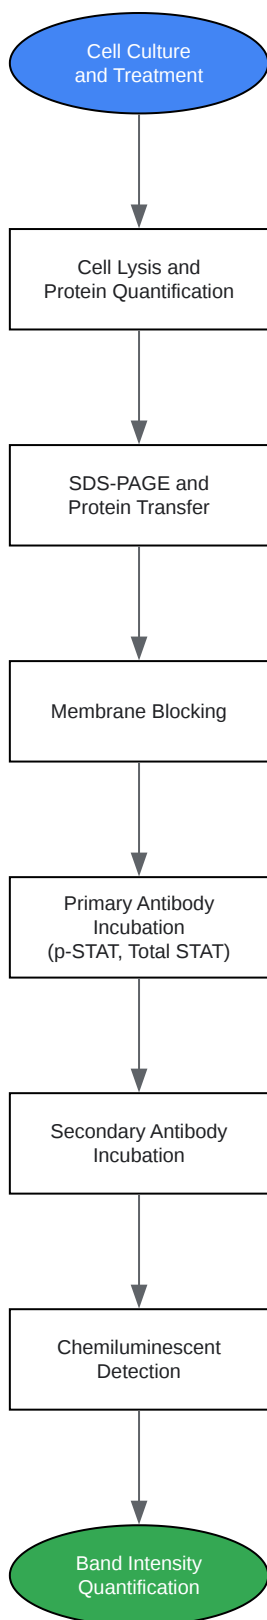 Cell Culture
and Treatment
Cell Lysis and
Protein Quantification
SDS-PAGE and
Protein Transfer
Membrane Blocking
Primary Antibody
Incubation
(p-STAT, Total STAT)
Secondary Antibody
Incubation
Chemiluminescent
Detection
Band Intensity
Quantification